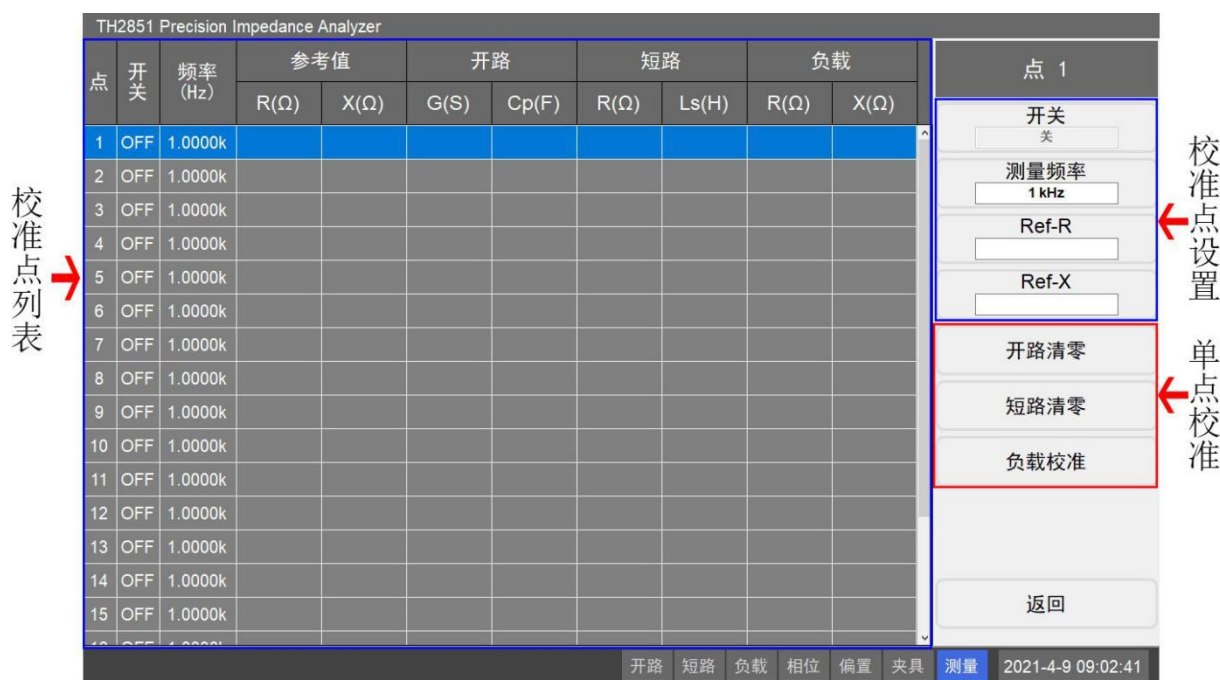 TH2851 Precision Impedance Analyzer
点 开关 频率(Hz) 参考值 开路 短路 负载
R(Ω) X(Ω) G(S) Cp(F) R(Ω) Ls(H) R(Ω) X(Ω)
1 OFF 1.0000k
2 OFF 1.0000k
3 OFF 1.0000k
4 OFF 1.0000k
5 OFF 1.0000k
6 OFF 1.0000k
7 OFF 1.0000k
8 OFF 1.0000k
9 OFF 1.0000k
10 OFF 1.0000k
11 OFF 1.0000k
12 OFF 1.0000k
13 OFF 1.0000k
14 OFF 1.0000k
15 OFF 1.0000k
点 1
开关
关
测量频率
1 kHz
Ref-R
Ref-X
开路清零
短路清零
负载校准
返回
开路 短路 负载 相位 偏置 夹具 测量 2021-4-9 09:02:41
校准点列表
校准点设置
单点校准